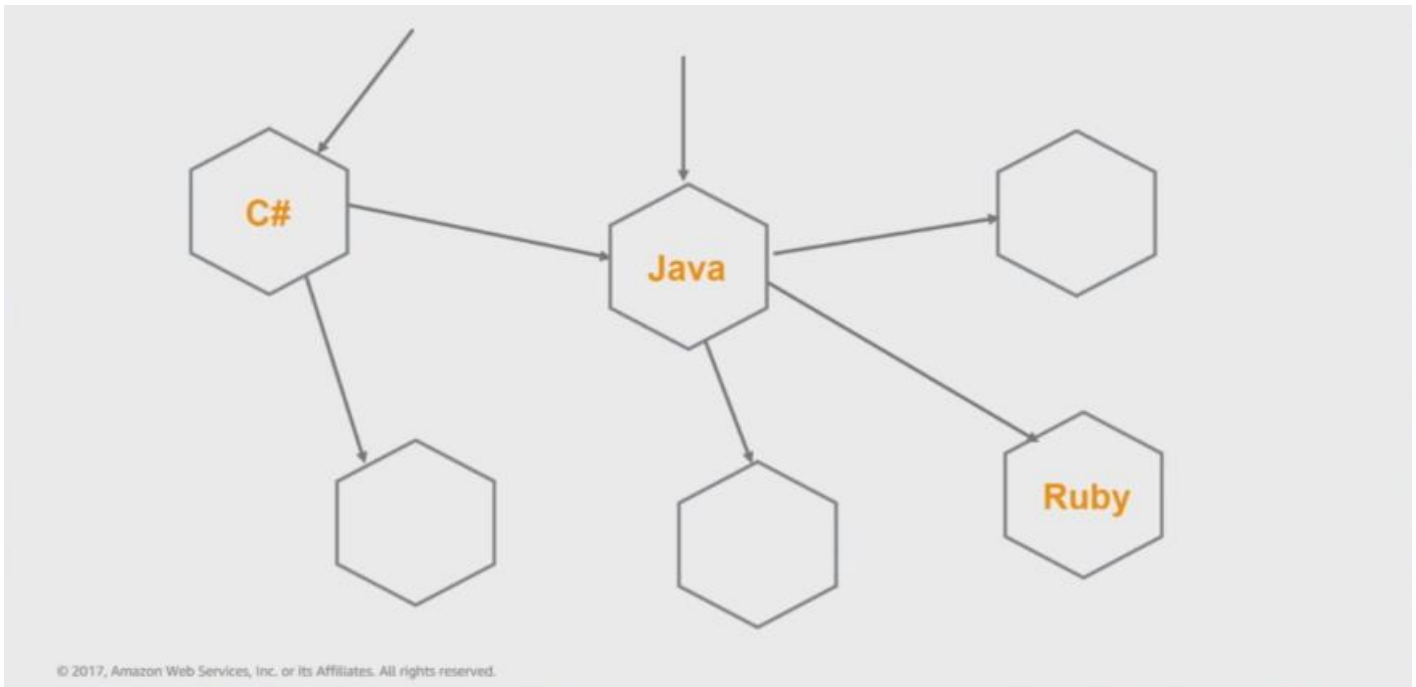 C#
Java
Ruby
© 2017, Amazon Web Services, Inc. or its Affiliates. All rights reserved.